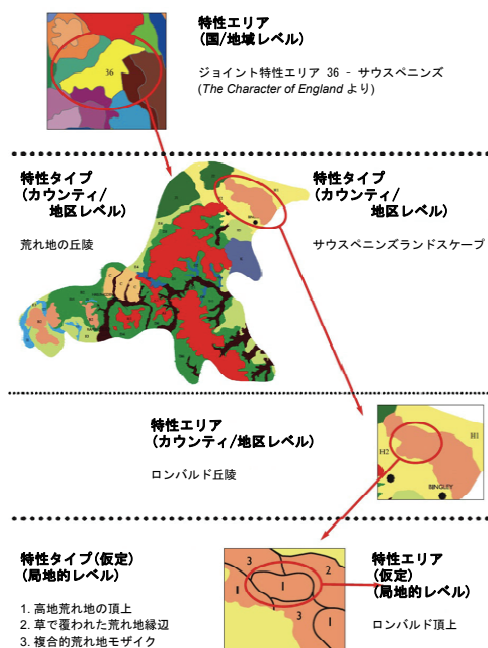 特性エリア
(国/地域レベル)
36
ジョイント特性エリア 36 - サウスペニンズ
(The Character of England より)
特性タイプ
(カウンティ/
地区レベル)
荒れ地の丘陵
特性タイプ
(カウンティ/
地区レベル)
サウスペニンズランドスケープ
特性エリア
(カウンティ/地区レベル)
ロンバルド丘陵
H1
H2
BINGLEY
特性タイプ(仮定)
(局地的レベル)
1. 高地荒れ地の頂上
2. 草で覆われた荒れ地縁辺
3. 複合的荒れ地モザイク
3
2
1
1
3
1
特性エリア
(仮定)
(局地的レベル)
ロンバルド頂上